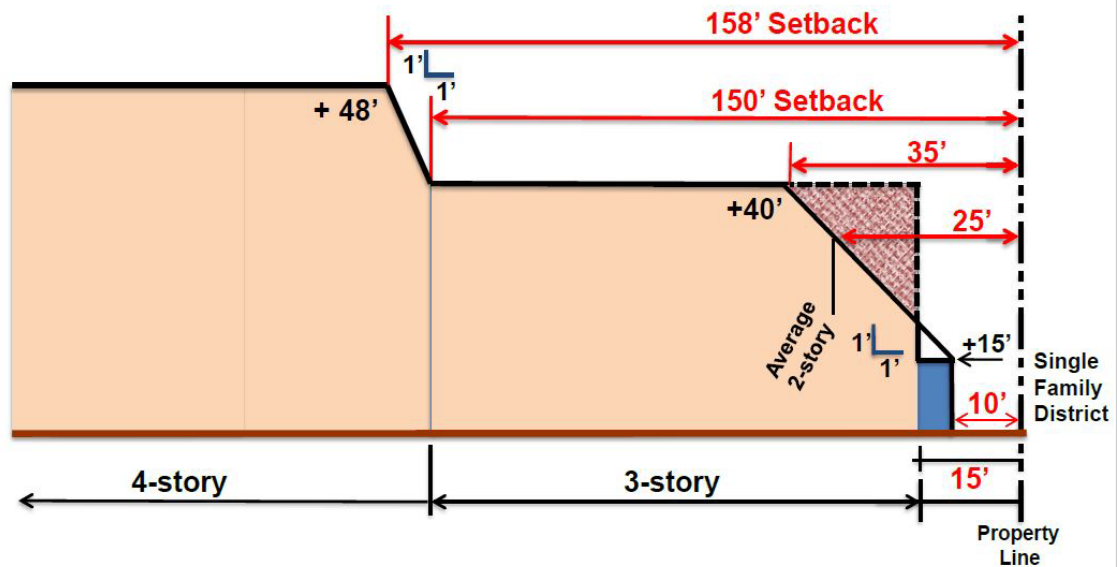 158’ Setback
1’
1’
150’ Setback
+ 48’
35’
+40’
25’
Average
2-story
1’
1’
+15’
Single
Family
District
10’
4-story
3-story
15’
Property
Line